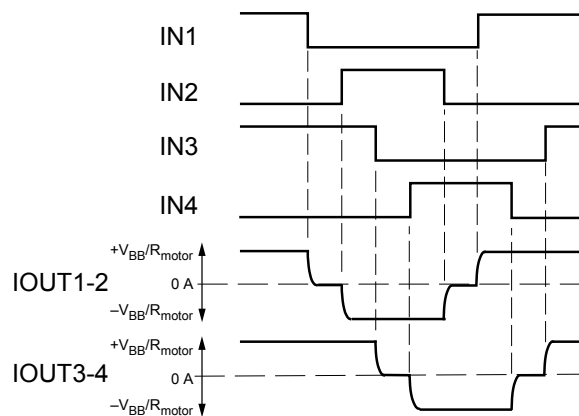 IN1
IN2
IN3
IN4
+VBB/Rmotor
IOUT1-2
0 A
–VBB/Rmotor
+VBB/Rmotor
IOUT3-4
0 A
–VBB/Rmotor